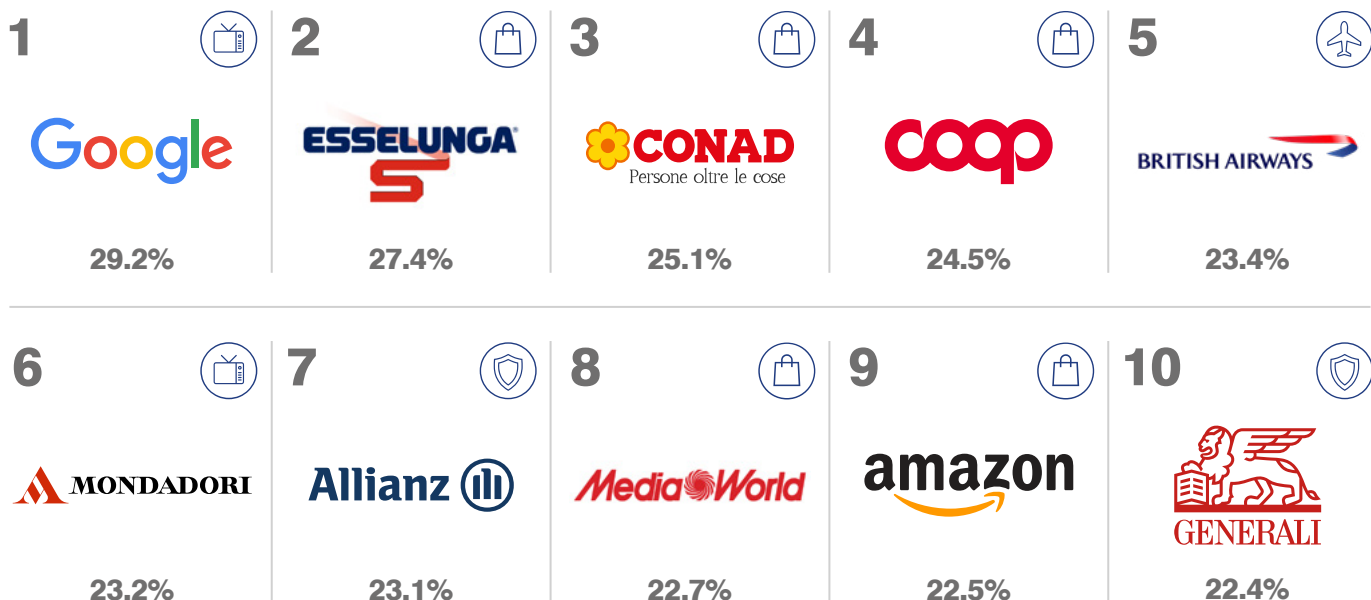 1 2 3 4 5
Google ESSELUNGA® CONAD coop BRITISH AIRWAYS
Persone oltre le cose
29.2% 27.4% 25.1% 24.5% 23.4%
6 7 8 9 10
MONDADORI Allianz MediaWorld amazon GENERALI
23.2% 23.1% 22.7% 22.5% 22.4%